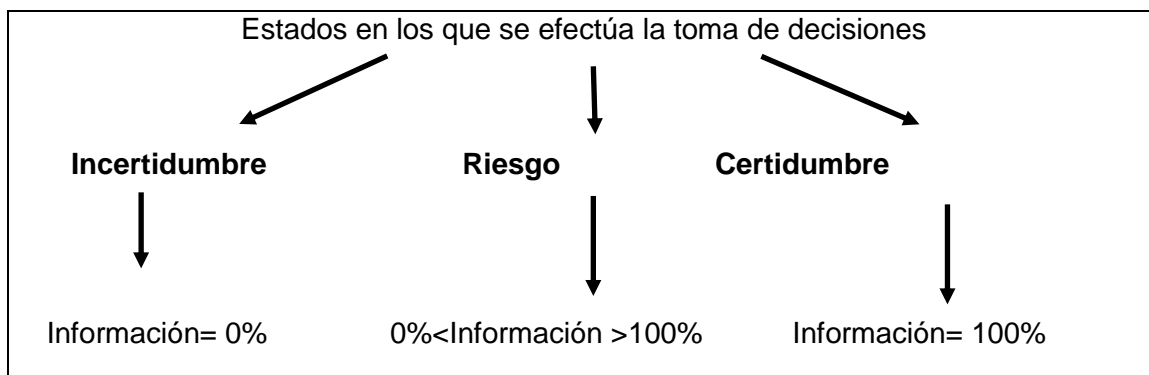 Estados en los que se efectúa la toma de decisiones
Incertidumbre Riesgo Certidumbre
Información= 0% 0%<Información >100% Información= 100%